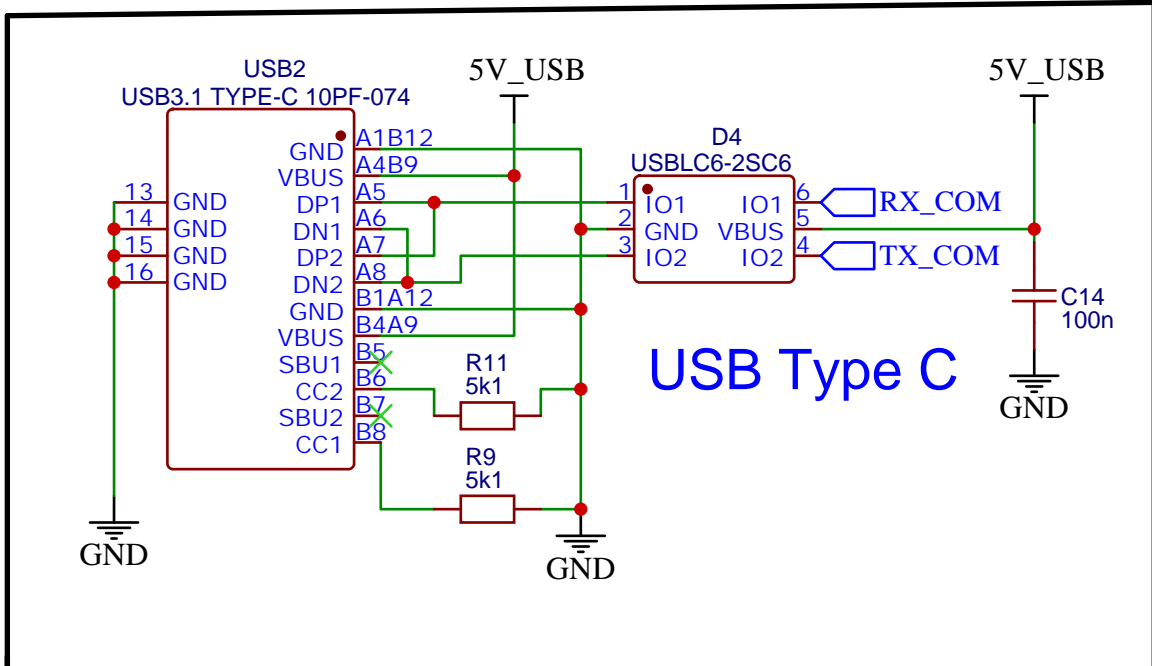 USB2
USB3.1 TYPE-C 10PF-074
5V_USB
5V_USB
D4
USBLC6-2SC6
GND A1B12
VBUS A4B9
13 GND DP1 A5
14 GND DN1 A6
15 GND DP2 A7
16 GND DN2 A8
GND B1A12
VBUS B4A9
SBU1 B5
CC2 B6
SBU2 B7
CC1 B8
1 IO1 IO1 6 RX_COM
2 GND VBUS 5
3 IO2 IO2 4 TX_COM
C14
100n
R11
5k1
USB Type C
R9
5k1
GND
GND
GND